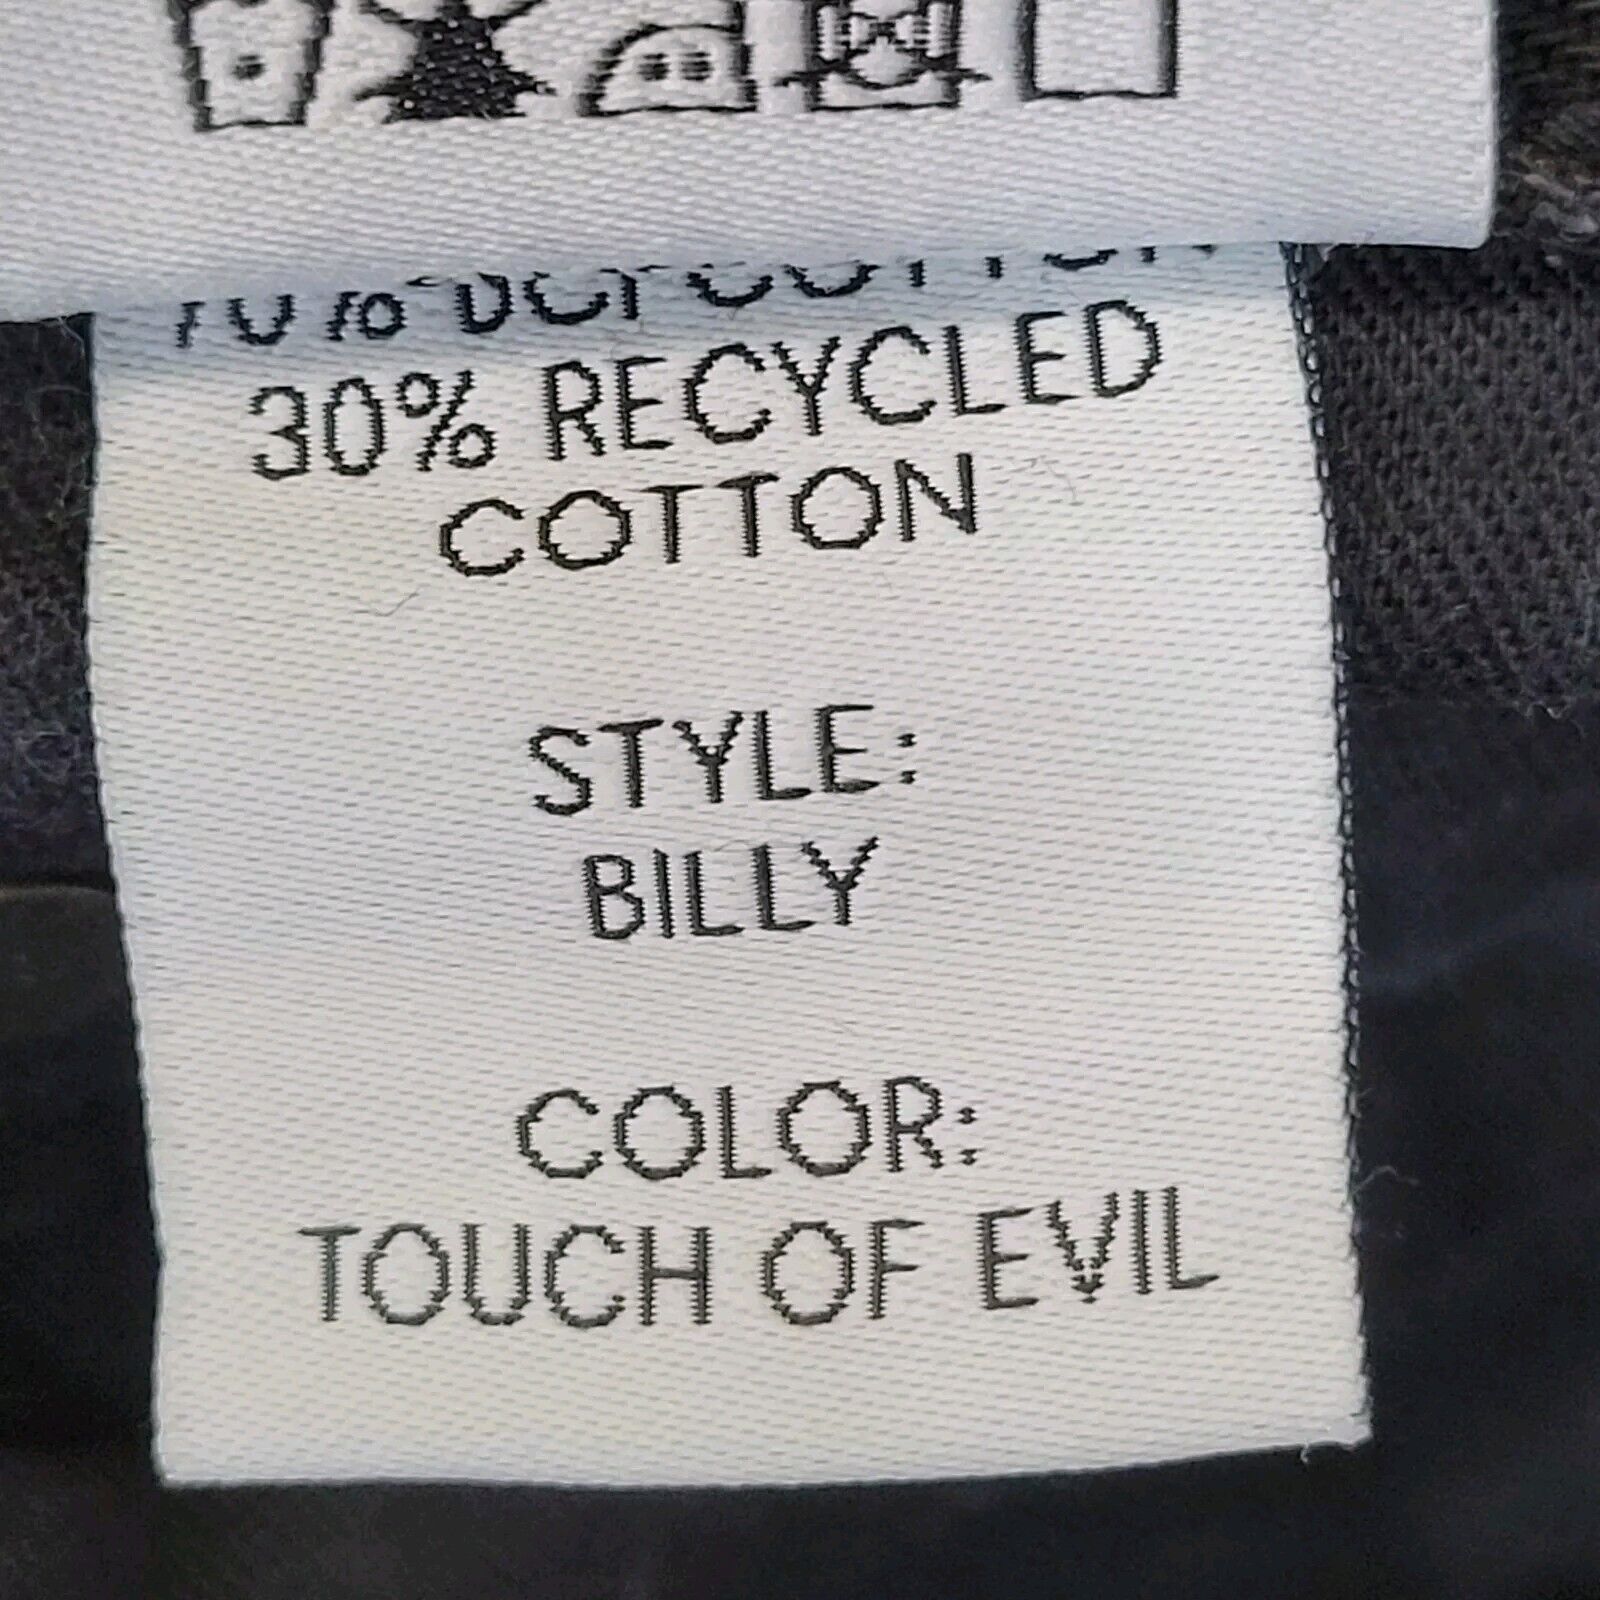 30% RECYCLED
COTTON
STYLE:
BILLY
COLOR:
TOUCH OF EVIL